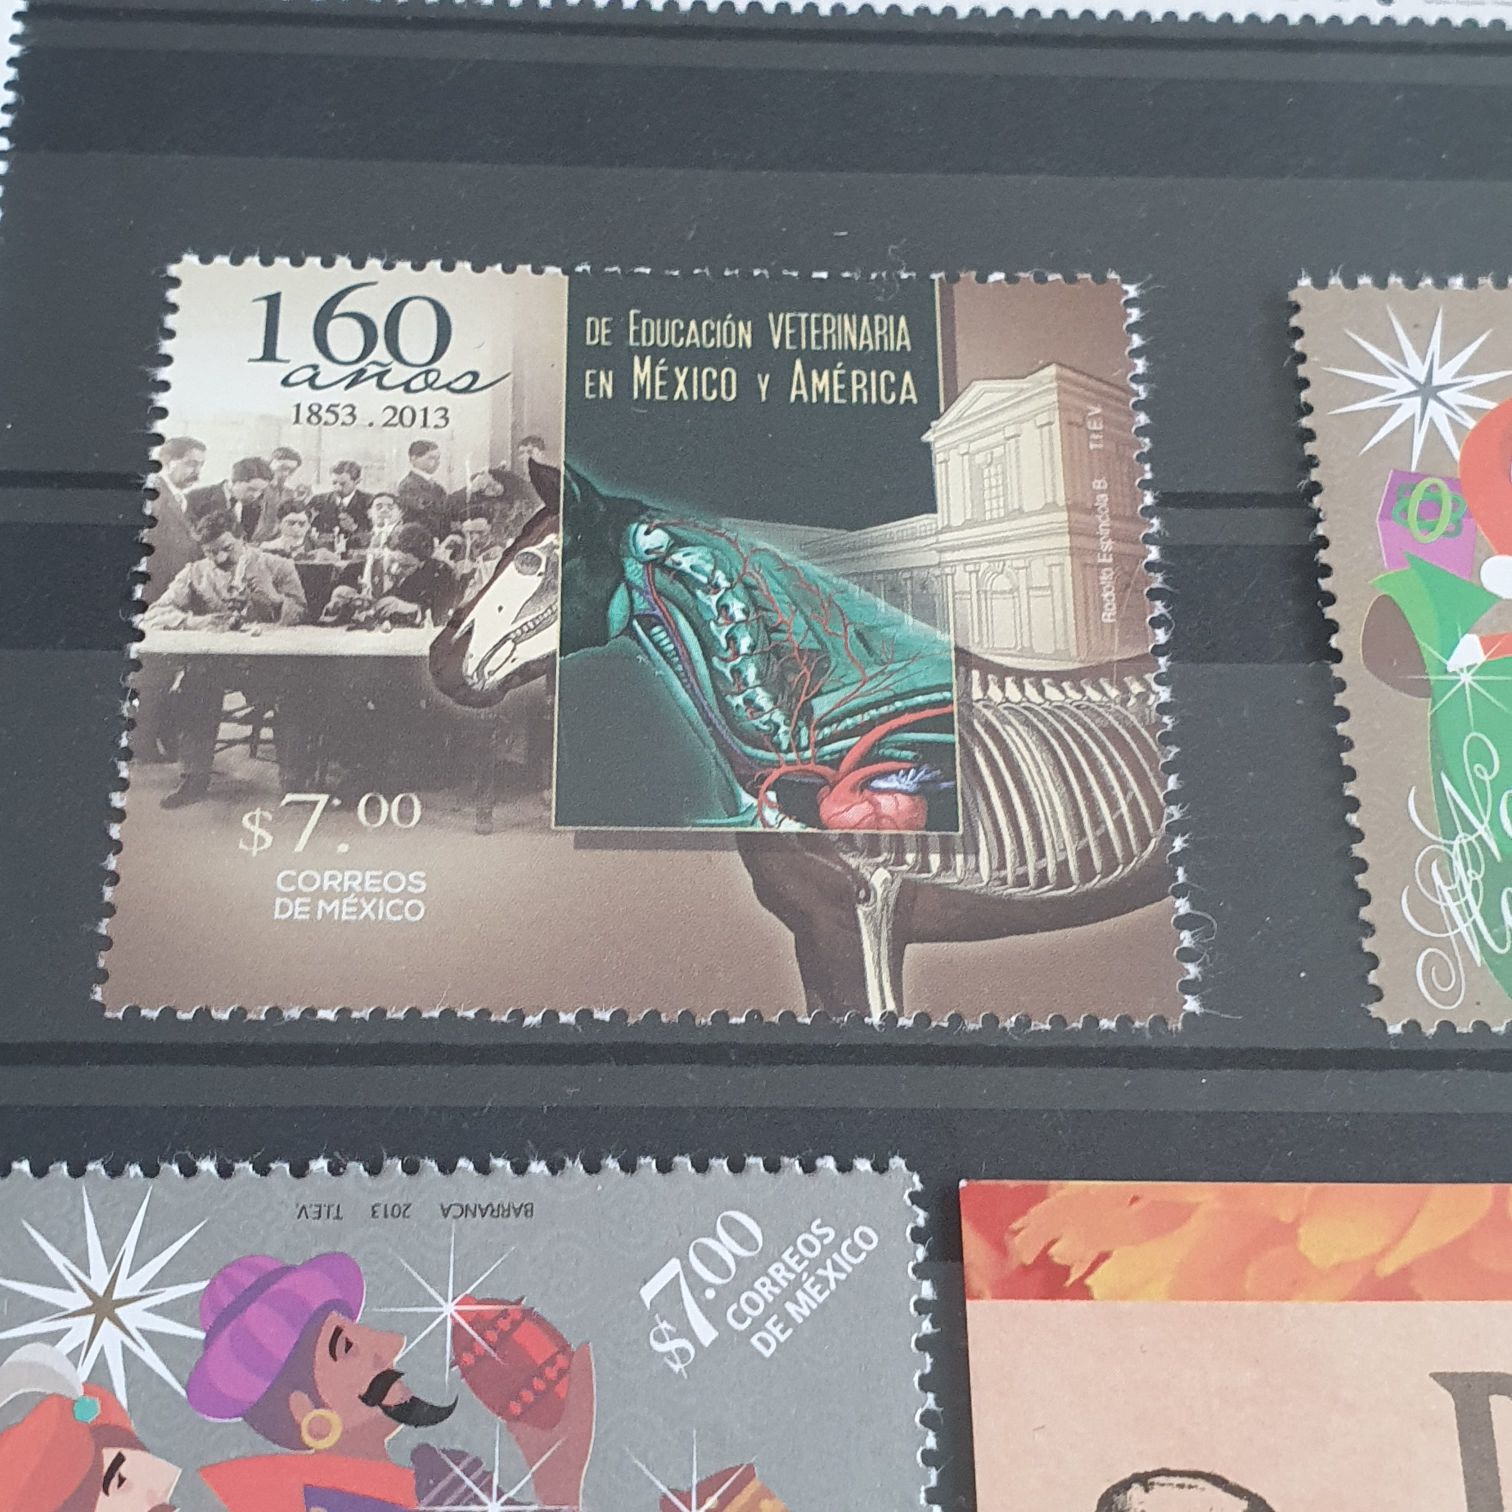 160
años
1853.2013
DE EDUCACIÓN VETERINARIA
EN MÉXICO Y AMÉRICA
$7.00
CORREOS
DE MÉXICO
Rodolfo Espíndola B. T.I.E.V.
BARRANCA 2013 T.I.E.V.
$7.00
CORREOS
DE MÉXICO